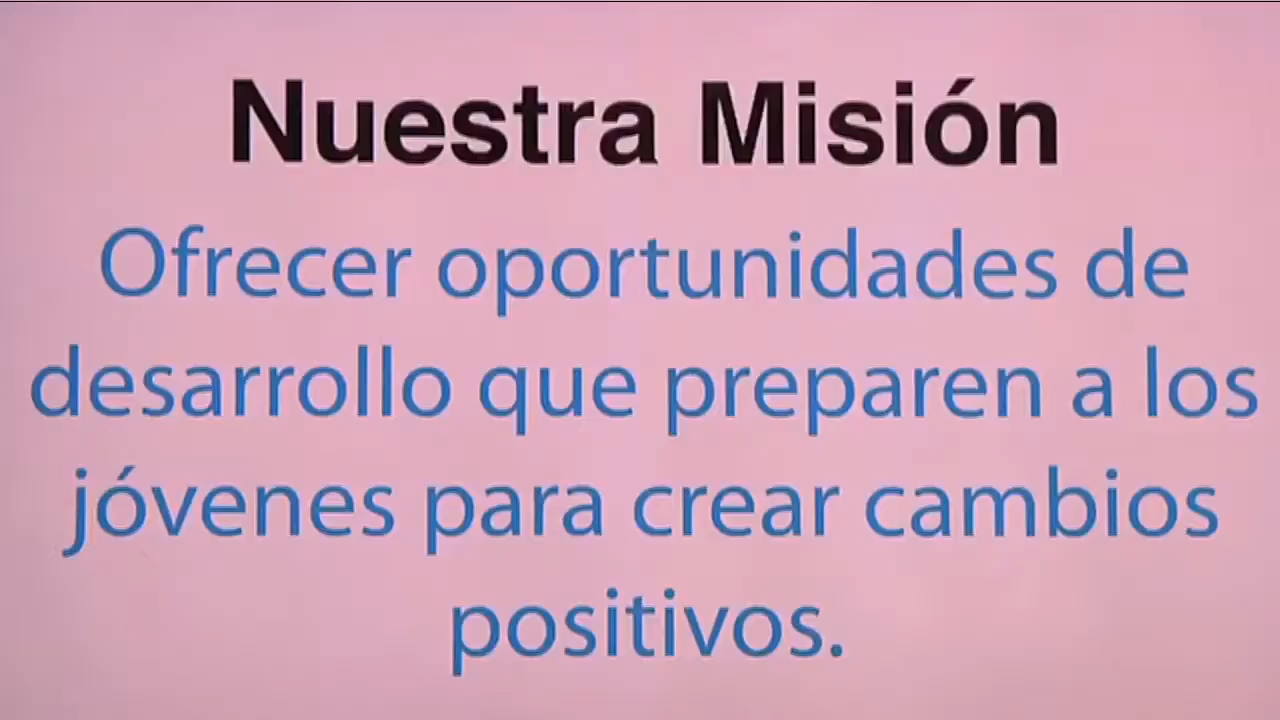 Nuestra Misión
Ofrecer oportunidades de
desarrollo que preparen a los
jóvenes para crear cambios
positivos.